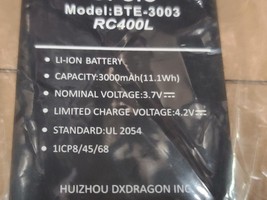 Model:BTE-3003
RC400L
• LI-ION BATTERY
• CAPACITY:3000mAh(11.1Wh)
• NOMINAL VOLTAGE:3.7V⎓
• LIMITED CHARGE VOLTAGE:4.2V⎓
• STANDARD:UL 2054
• 1ICP8/45/68
HUIZHOU DXDRAGON INC